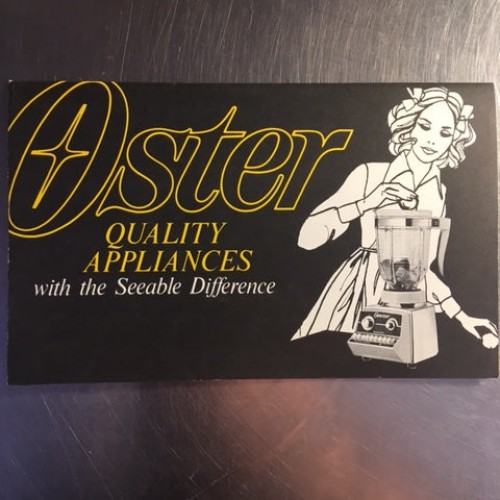 Oster
QUALITY
APPLIANCES
with the Seeable Difference